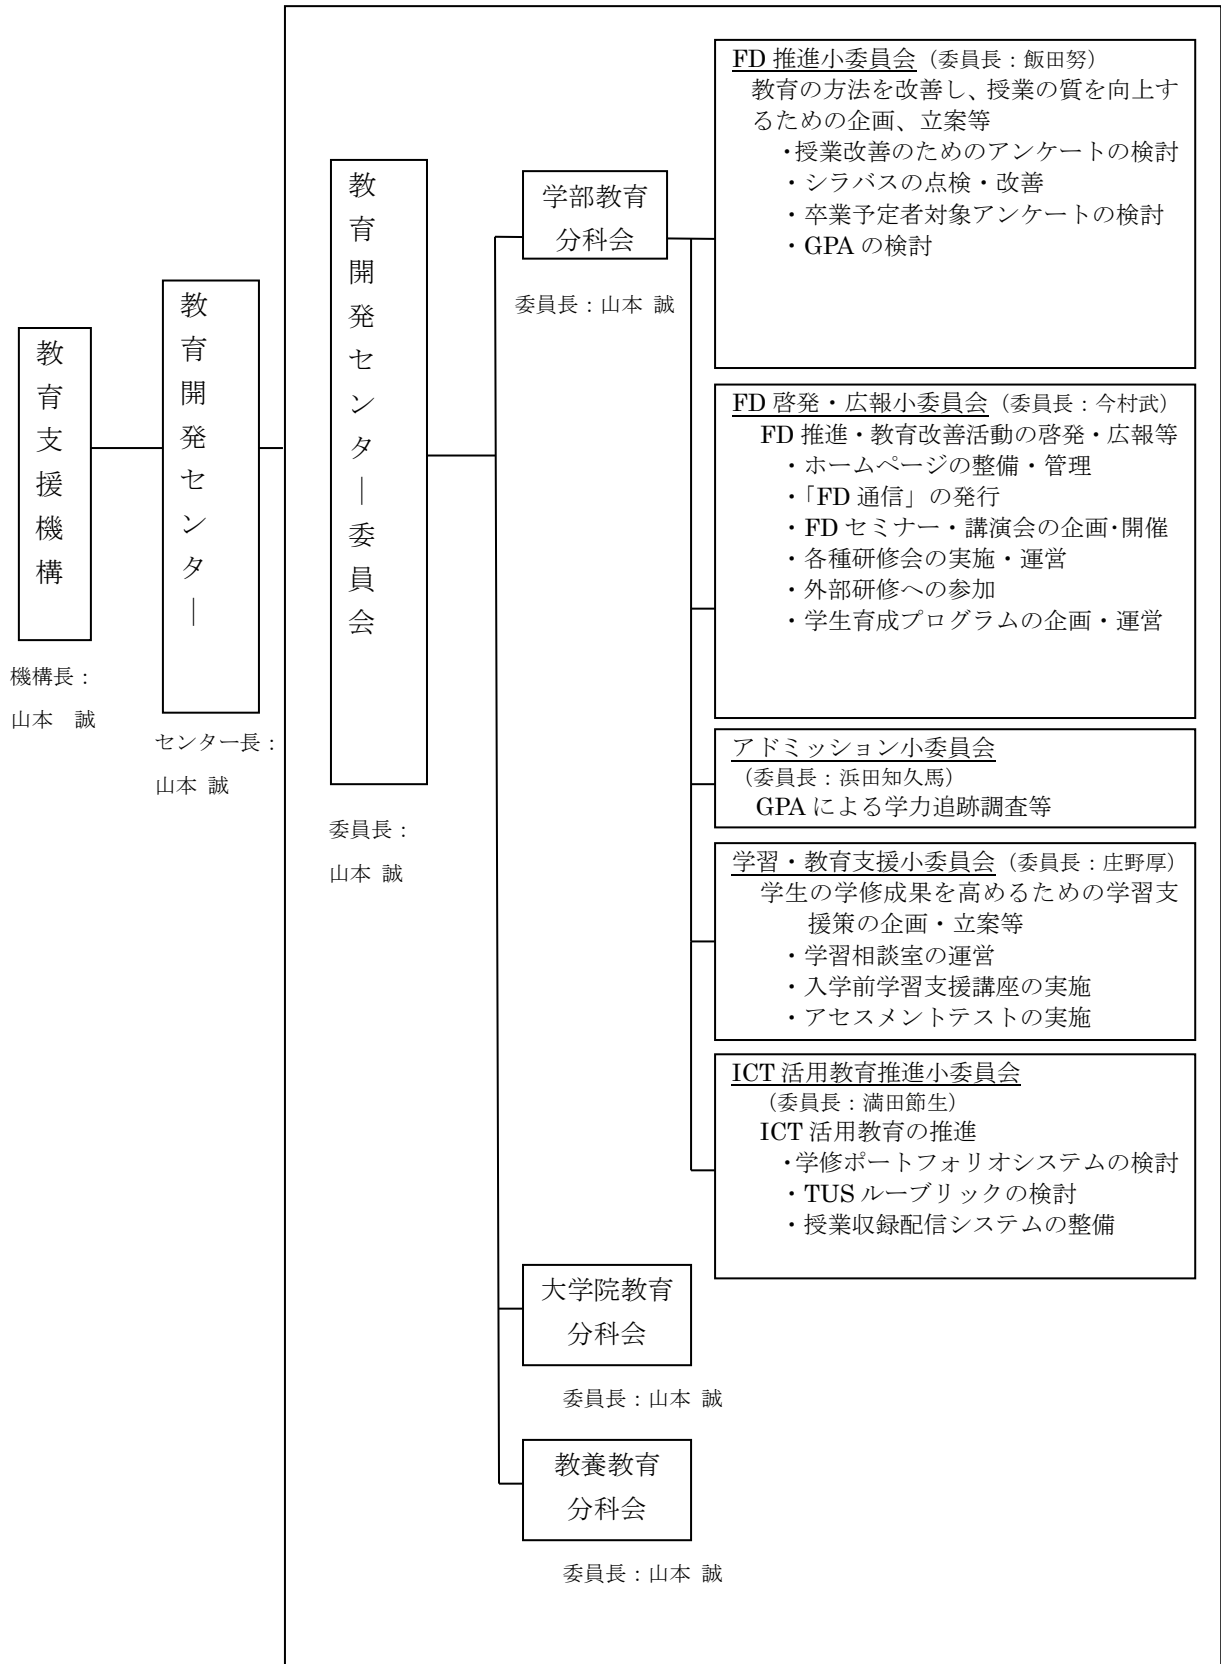 教育支援機構
機構長：
山本　誠
教育開発センター
センター長：
山本 誠
教育開発センター委員会
委員長：
山本 誠
学部教育
分科会
委員長：山本 誠
FD 推進小委員会（委員長：飯田努）
教育の方法を改善し、授業の質を向上す
るための企画、立案等
・授業改善のためのアンケートの検討
・シラバスの点検・改善
・卒業予定者対象アンケートの検討
・GPA の検討
FD 啓発・広報小委員会（委員長：今村武）
FD 推進・教育改善活動の啓発・広報等
・ホームページの整備・管理
・「FD 通信」の発行
・FD セミナー・講演会の企画・開催
・各種研修会の実施・運営
・外部研修への参加
・学生育成プログラムの企画・運営
アドミッション小委員会
（委員長：浜田知久馬）
GPA による学力追跡調査等
学習・教育支援小委員会（委員長：庄野厚）
学生の学修成果を高めるための学習支
援策の企画・立案等
・学習相談室の運営
・入学前学習支援講座の実施
・アセスメントテストの実施
ICT 活用教育推進小委員会
（委員長：満田節生）
ICT 活用教育の推進
・学修ポートフォリオシステムの検討
・TUS ルーブリックの検討
・授業収録配信システムの整備
大学院教育
分科会
委員長：山本 誠
教養教育
分科会
委員長：山本 誠